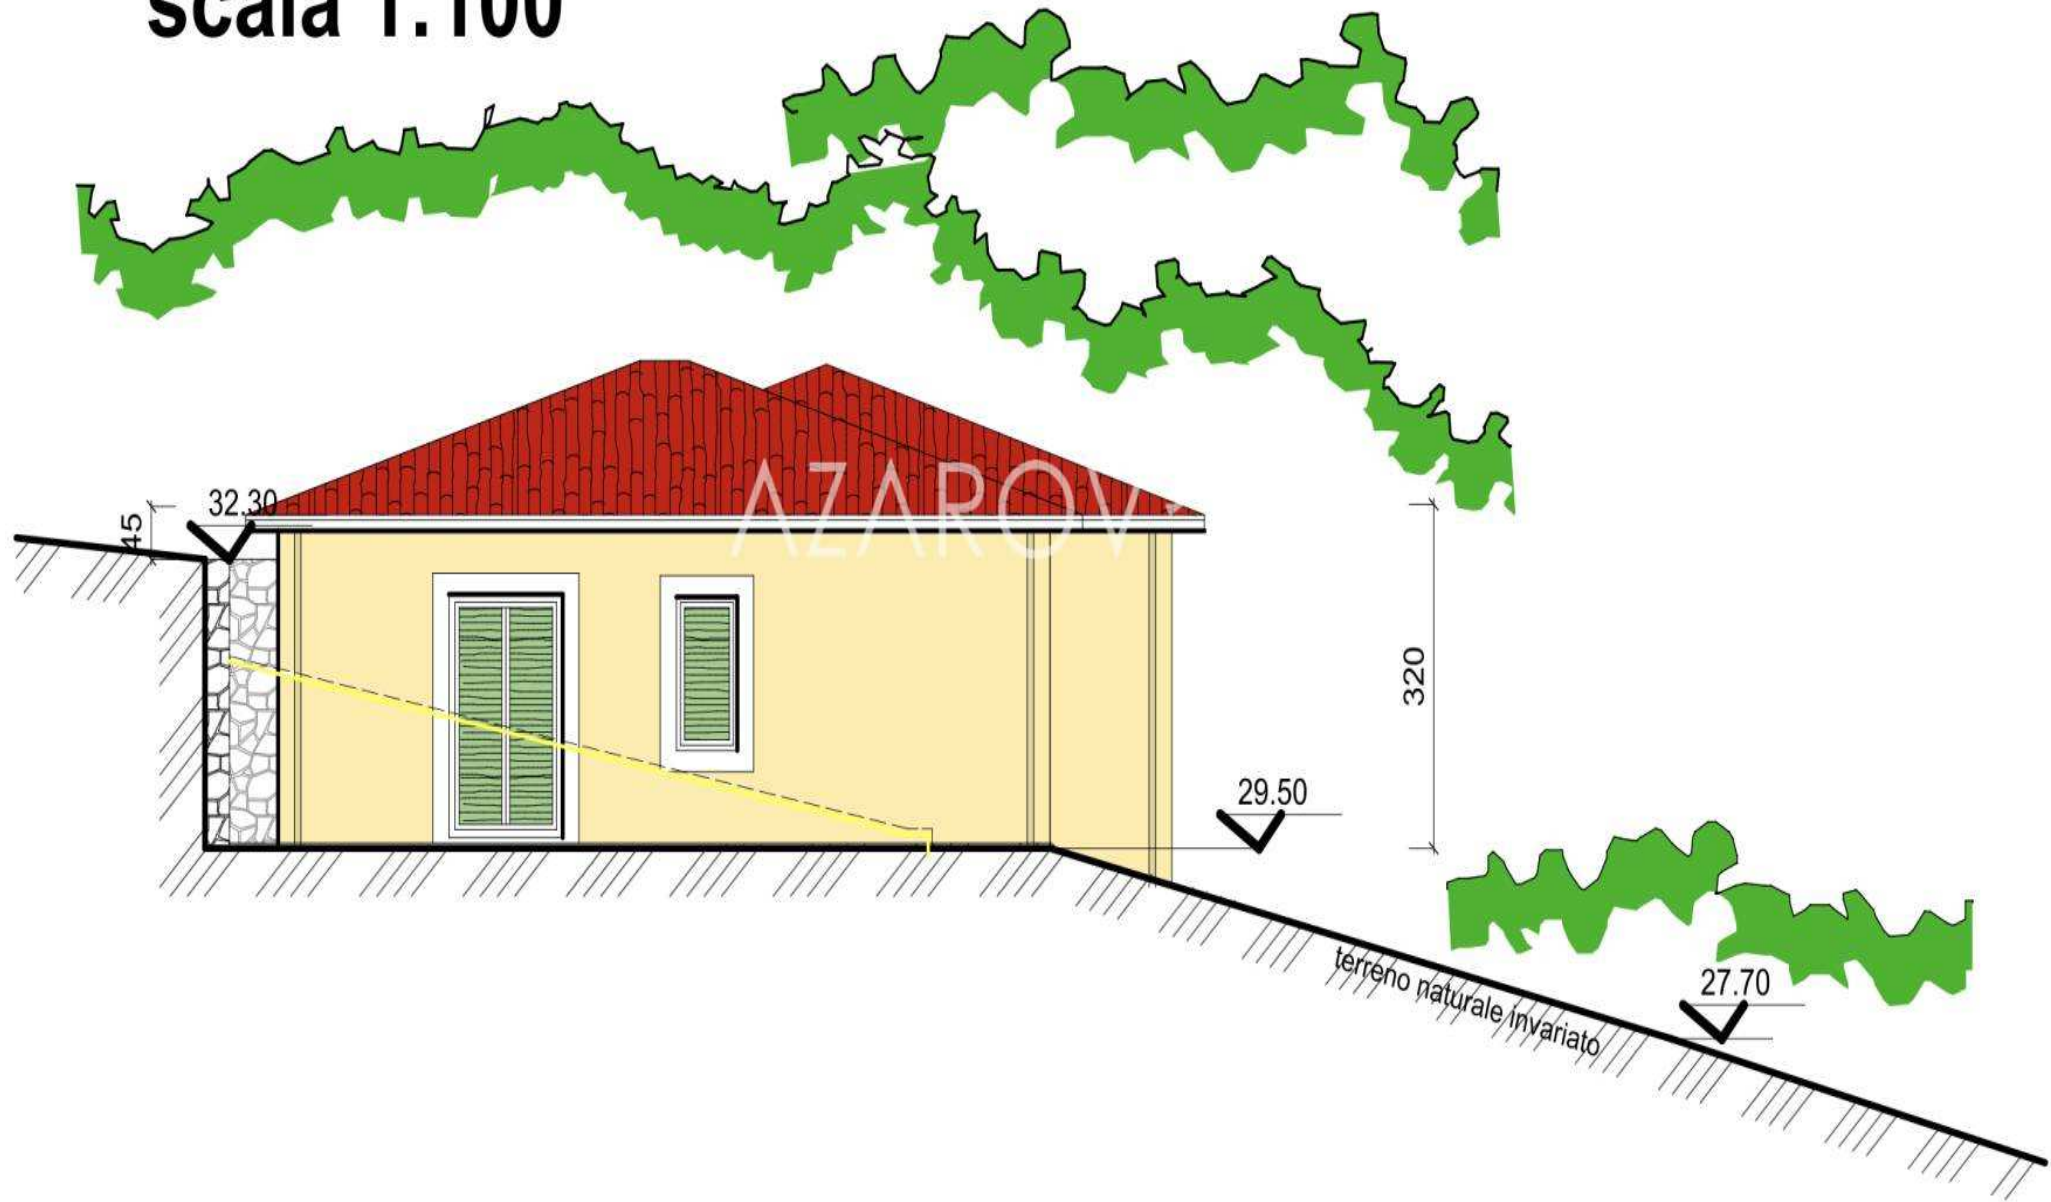 scala 1:100
32.30
45
AZAROV
320
29.50
27.70
terreno naturale invariato